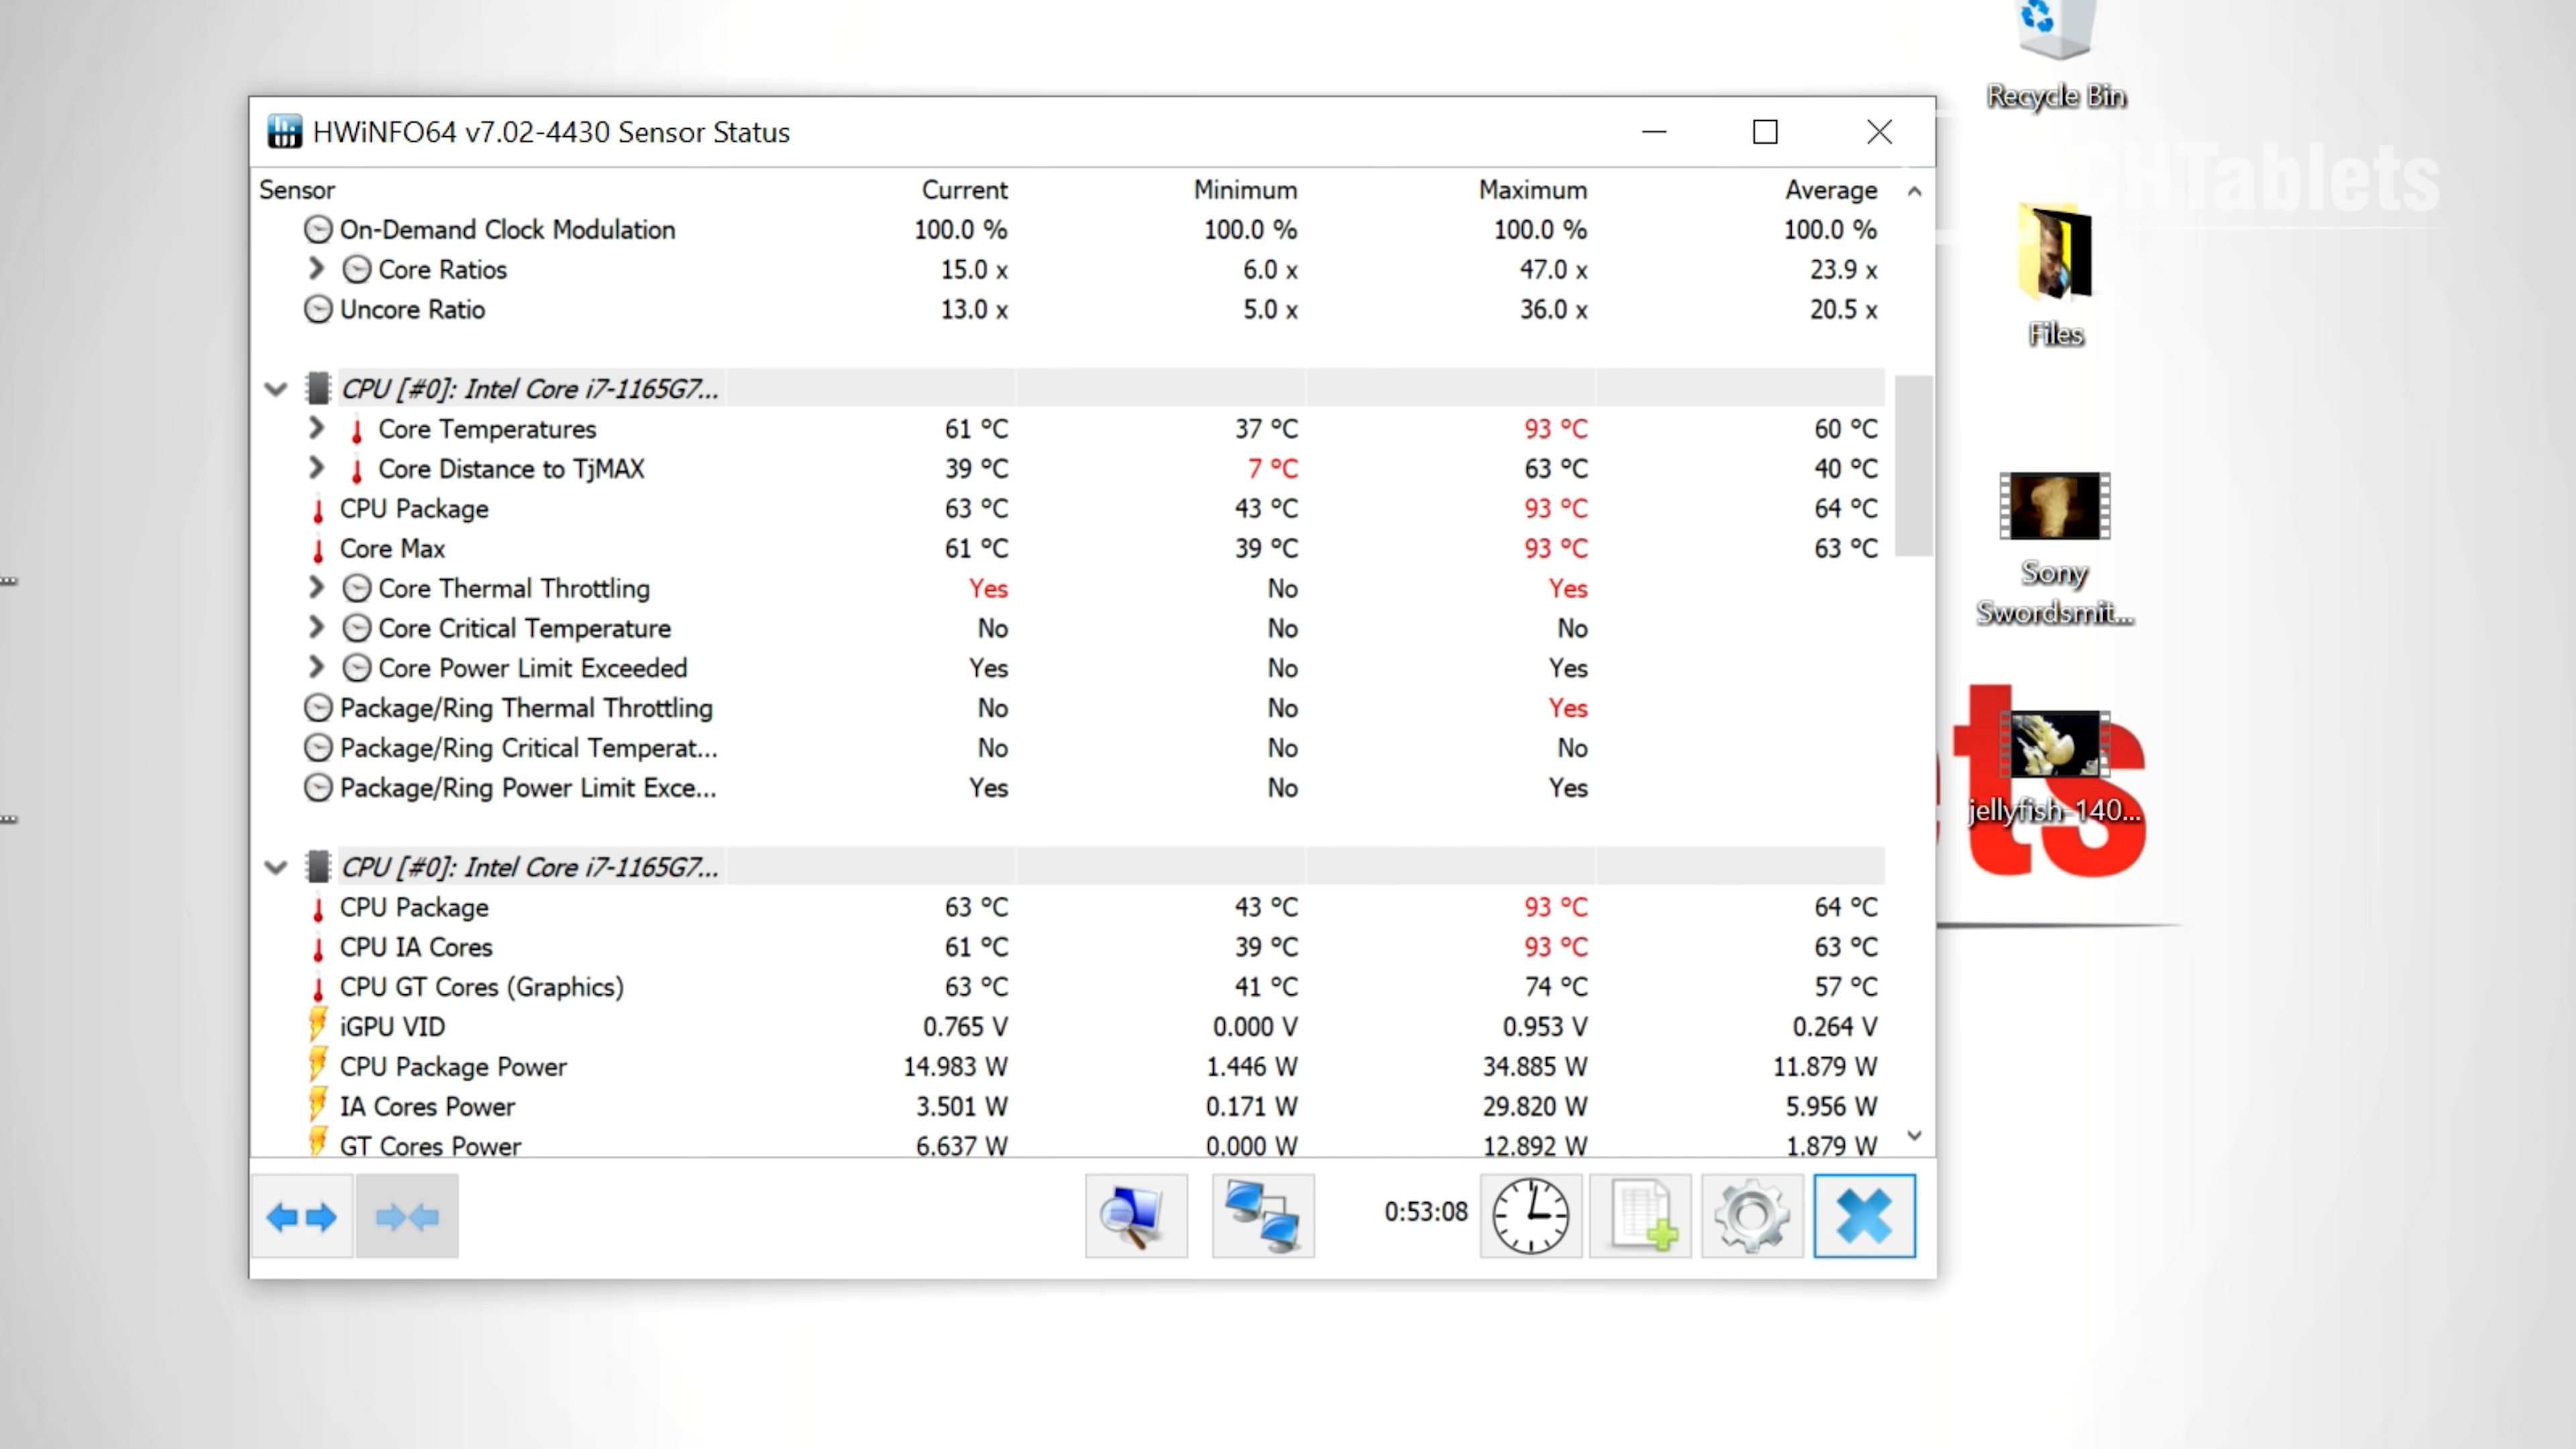 Recycle Bin
HWiNFO64 v7.02-4430 Sensor Status
Sensor Current Minimum Maximum Average
On-Demand Clock Modulation 100.0 % 100.0 % 100.0 % 100.0 %
Core Ratios 15.0 x 6.0 x 47.0 x 23.9 x
Uncore Ratio 13.0 x 5.0 x 36.0 x 20.5 x
CPU [#0]: Intel Core i7-1165G7...
Core Temperatures 61 °C 37 °C 93 °C 60 °C
Core Distance to TjMAX 39 °C 7 °C 63 °C 40 °C
CPU Package 63 °C 43 °C 93 °C 64 °C
Core Max 61 °C 39 °C 93 °C 63 °C
Core Thermal Throttling Yes No Yes
Core Critical Temperature No No No
Core Power Limit Exceeded Yes No Yes
Package/Ring Thermal Throttling No No Yes
Package/Ring Critical Temperat... No No No
Package/Ring Power Limit Exce... Yes No Yes
CPU [#0]: Intel Core i7-1165G7...
CPU Package 63 °C 43 °C 93 °C 64 °C
CPU IA Cores 61 °C 39 °C 93 °C 63 °C
CPU GT Cores (Graphics) 63 °C 41 °C 74 °C 57 °C
iGPU VID 0.765 V 0.000 V 0.953 V 0.264 V
CPU Package Power 14.983 W 1.446 W 34.885 W 11.879 W
IA Cores Power 3.501 W 0.171 W 29.820 W 5.956 W
GT Cores Power 6.637 W 0.000 W 12.892 W 1.879 W
0:53:08
CHTablets
Files
Sony
Swordsmit...
jellyfish-140...
ts